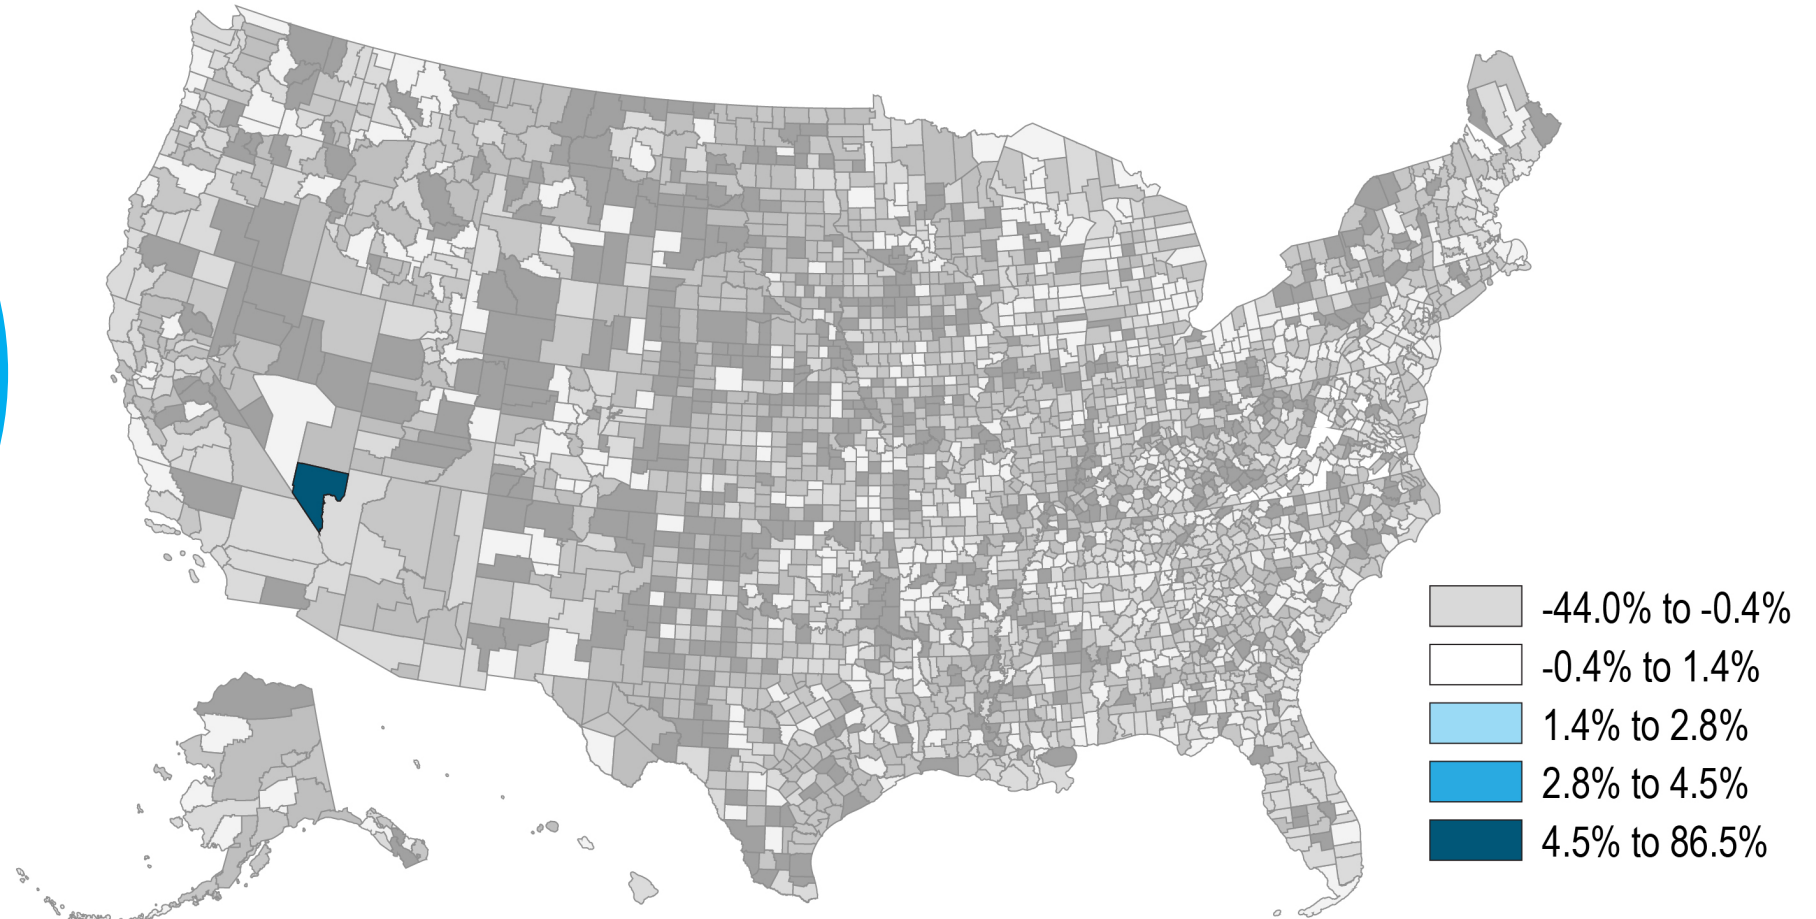 -44.0% to -0.4%
-0.4% to 1.4%
1.4% to 2.8%
2.8% to 4.5%
4.5% to 86.5%